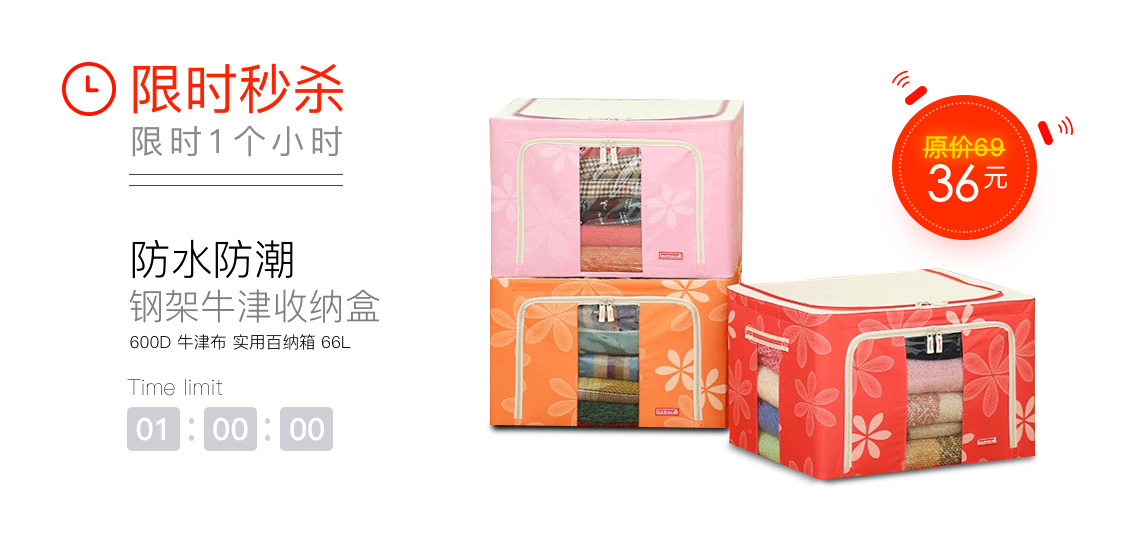 限时秒杀
限时1个小时
防水防潮
钢架牛津收纳盒
600D 牛津布 实用百纳箱 66L
Time limit
01:00:00
原价69
36元